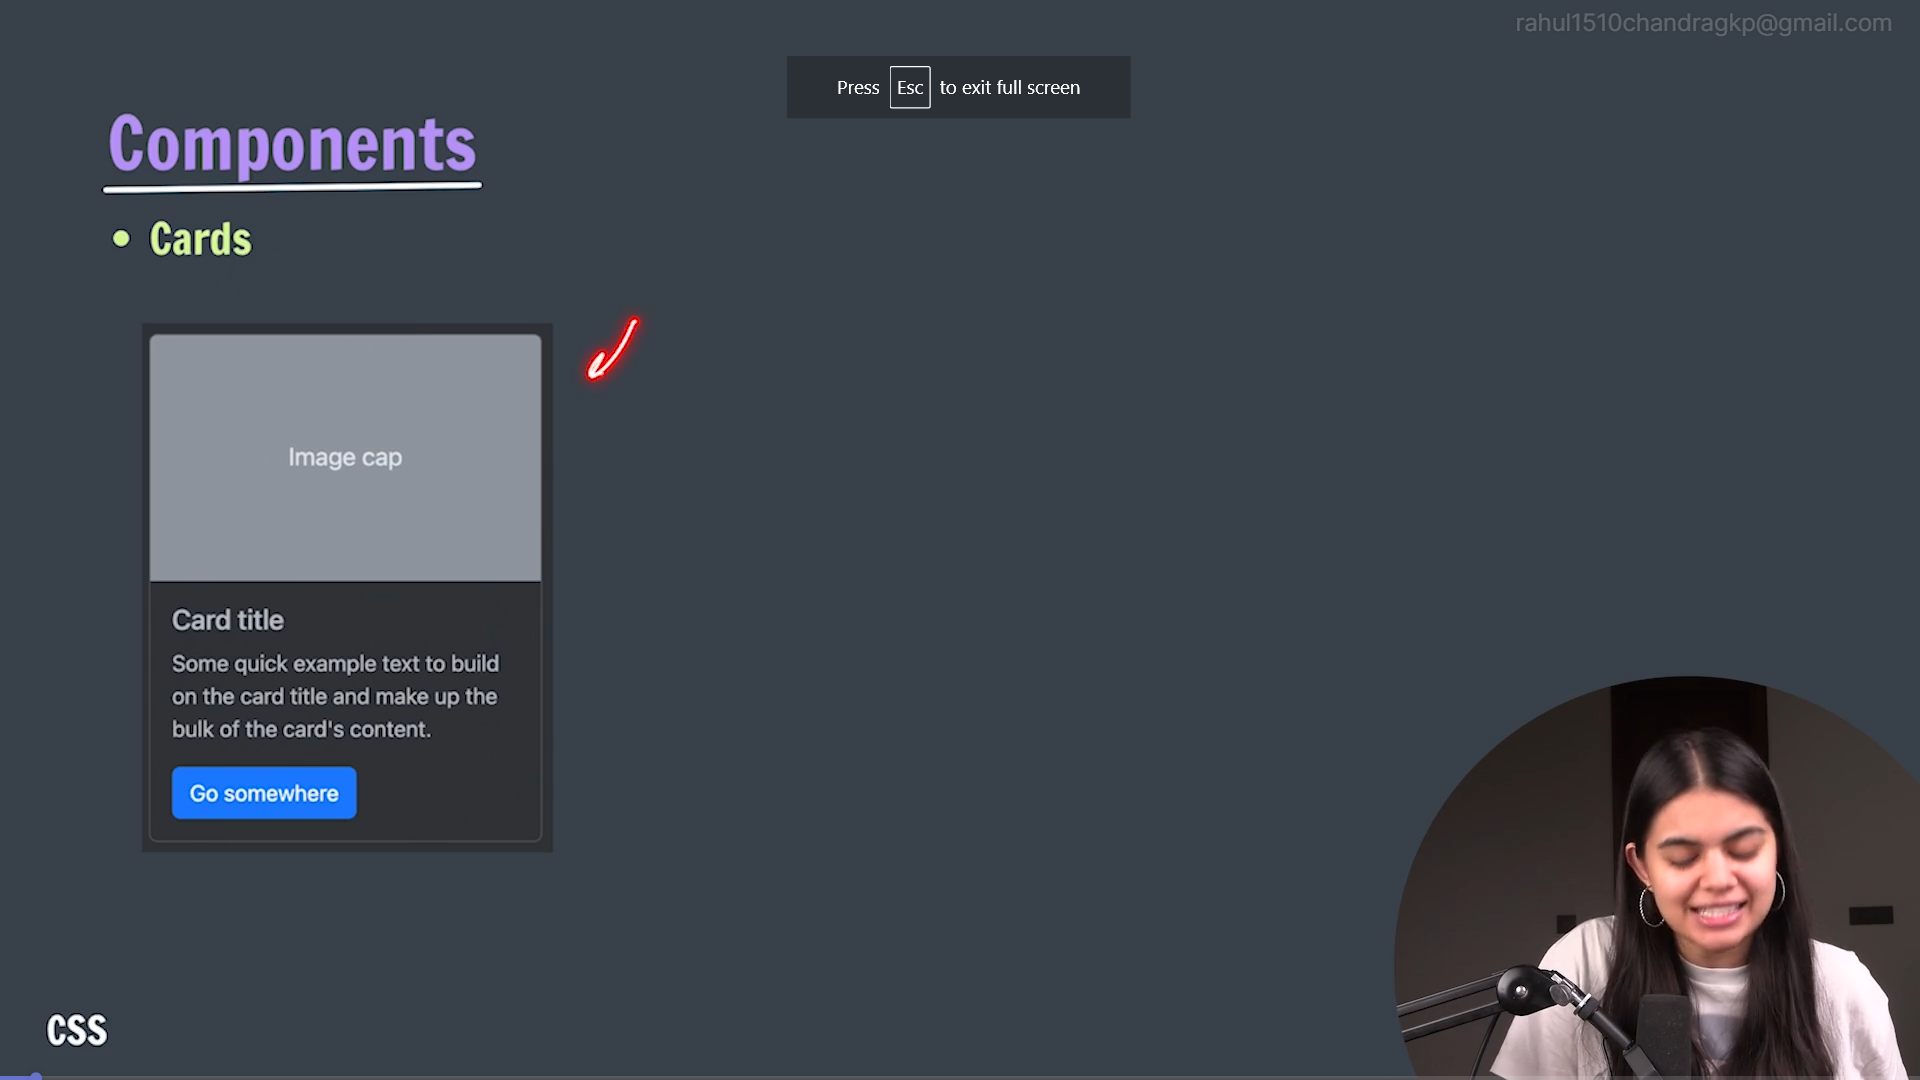 rahul1510chandragkp@gmail.com
Press Esc to exit full screen
Components
• Cards
Image cap
Card title
Some quick example text to build
on the card title and make up the
bulk of the card's content.
Go somewhere
CSS